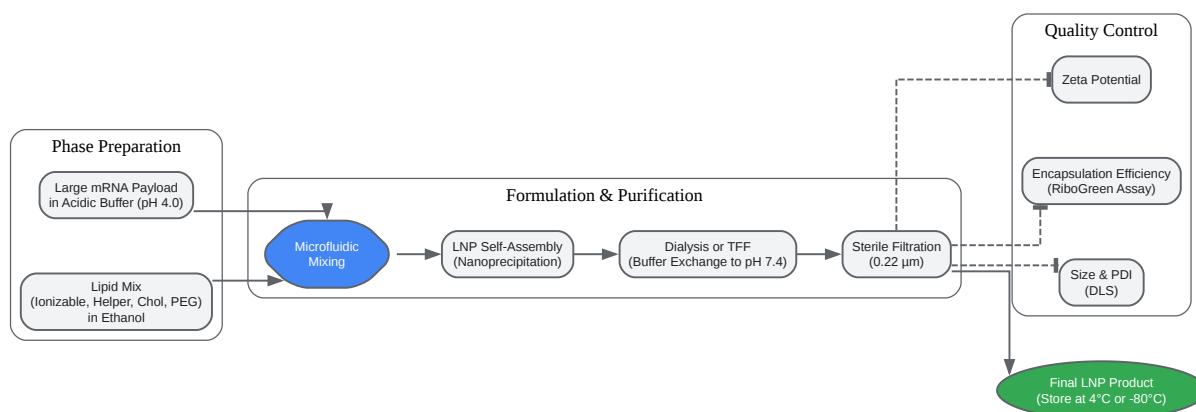 Phase Preparation
Large mRNA Payload
in Acidic Buffer (pH 4.0)
Lipid Mix
(Ionizable, Helper, Chol, PEG)
in Ethanol
Formulation & Purification
Microfluidic
Mixing
LNP Self-Assembly
(Nanoprecipitation)
Dialysis or TFF
(Buffer Exchange to pH 7.4)
Sterile Filtration
(0.22 µm)
Quality Control
Zeta Potential
Encapsulation Efficiency
(RiboGreen Assay)
Size & PDI
(DLS)
Final LNP Product
(Store at 4°C or -80°C)